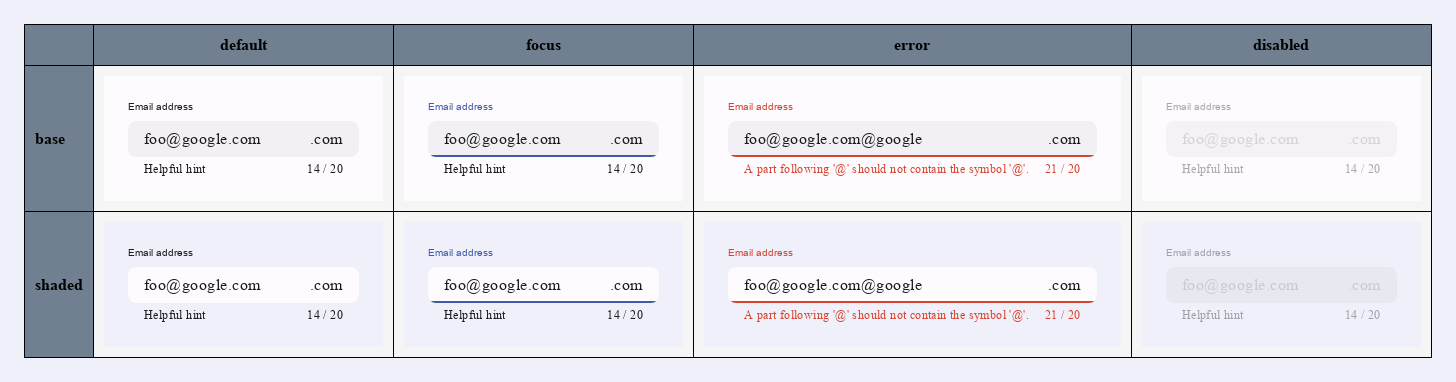 default focus error disabled
base
Email address Email address Email address Email address
foo@google.com .com foo@google.com .com foo@google.com@google .com foo@google.com .com
Helpful hint 14 / 20 Helpful hint 14 / 20 A part following '@' should not contain the symbol '@'. 21 / 20 Helpful hint 14 / 20
shaded
Email address Email address Email address Email address
foo@google.com .com foo@google.com .com foo@google.com@google .com foo@google.com .com
Helpful hint 14 / 20 Helpful hint 14 / 20 A part following '@' should not contain the symbol '@'. 21 / 20 Helpful hint 14 / 20